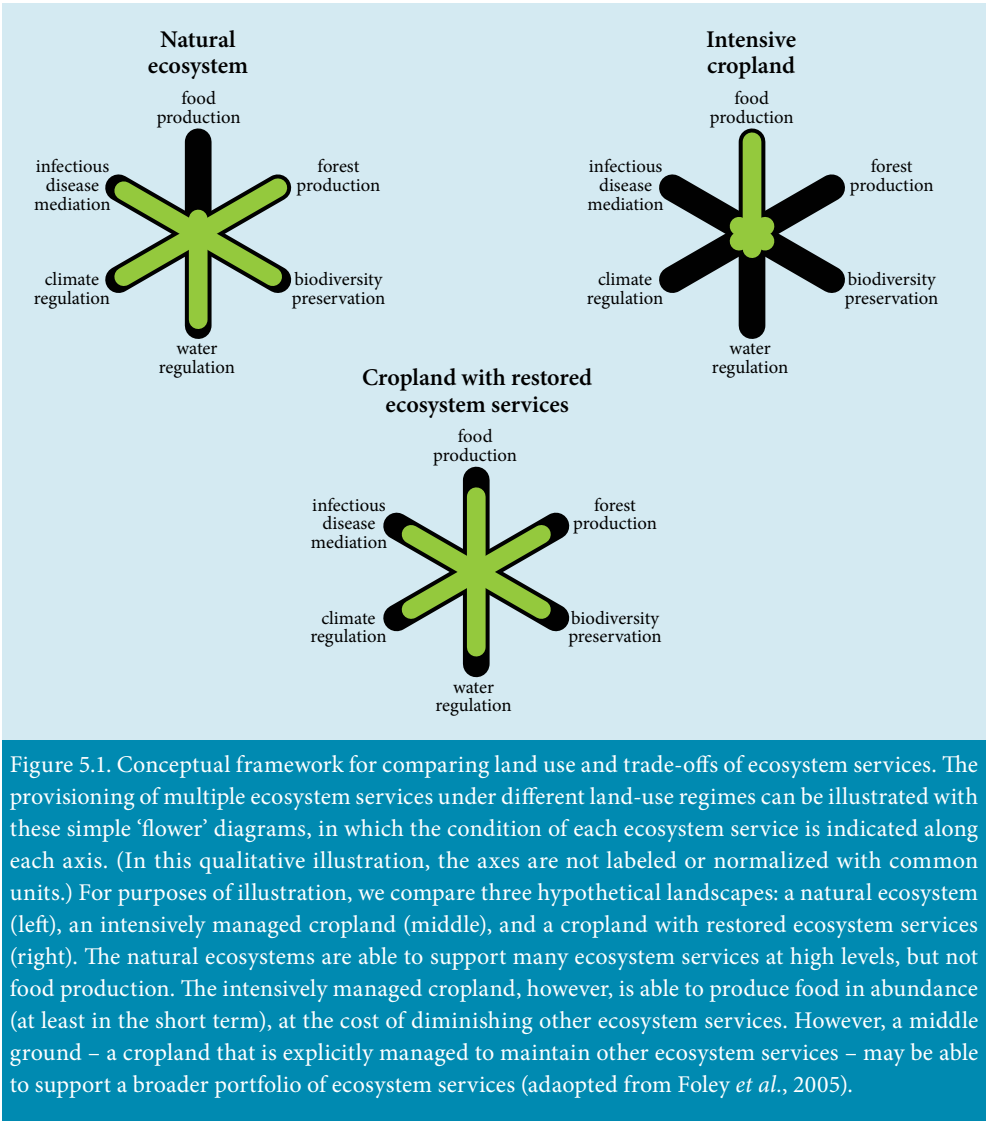 Natural
ecosystem
food
production
infectious
disease
mediation
forest
production
climate
regulation
biodiversity
preservation
water
regulation
Intensive
cropland
food
production
infectious
disease
mediation
forest
production
climate
regulation
biodiversity
preservation
water
regulation
Cropland with restored
ecosystem services
food
production
infectious
disease
mediation
forest
production
climate
regulation
biodiversity
preservation
water
regulation
Figure 5.1. Conceptual framework for comparing land use and trade-offs of ecosystem services. The
provisioning of multiple ecosystem services under different land-use regimes can be illustrated with
these simple ‘flower’ diagrams, in which the condition of each ecosystem service is indicated along
each axis. (In this qualitative illustration, the axes are not labeled or normalized with common
units.) For purposes of illustration, we compare three hypothetical landscapes: a natural ecosystem
(left), an intensively managed cropland (middle), and a cropland with restored ecosystem services
(right). The natural ecosystems are able to support many ecosystem services at high levels, but not
food production. The intensively managed cropland, however, is able to produce food in abundance
(at least in the short term), at the cost of diminishing other ecosystem services. However, a middle
ground – a cropland that is explicitly managed to maintain other ecosystem services – may be able
to support a broader portfolio of ecosystem services (adaopted from Foley et al., 2005).